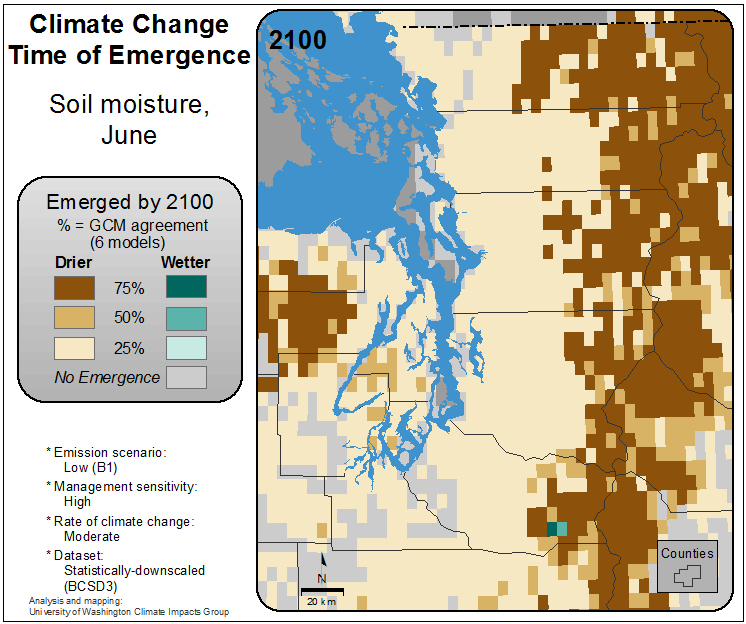 Climate Change
Time of Emergence
Soil moisture,
June
Emerged by 2100
% = GCM agreement
(6 models)
Drier Wetter
75%
50%
25%
No Emergence
* Emission scenario:
Low (B1)
* Management sensitivity:
High
* Rate of climate change:
Moderate
* Dataset:
Statistically-downscaled
(BCSD3)
Analysis and mapping:
University of Washington Climate Impacts Group
2100
N
20 km
Counties